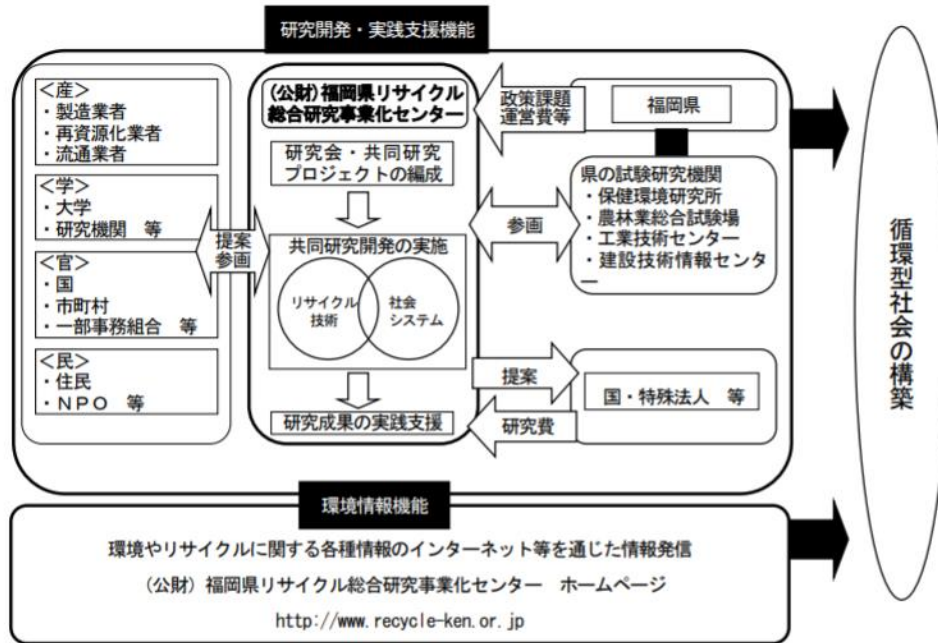 研究開発・実践支援機能
＜産＞
・製造業者
・再資源化業者
・流通業者
＜学＞
・大学
・研究機関　等
＜官＞
・国
・市町村
・一部事務組合　等
＜民＞
・住民
・ＮＰＯ　等
提案
参画
(公財)福岡県リサイクル
総合研究事業化センター
研究会・共同研究
プロジェクトの編成
共同研究開発の実施
リサイクル
技術
社会
システム
研究成果の実践支援
政策課題
運営費等
福岡県
参画
県の試験研究機関
・保健環境研究所
・農林業総合試験場
・工業技術センター
・建設技術情報センタ
ー
提案
研究費
国・特殊法人　等
循環型社会の構築
環境情報機能
環境やリサイクルに関する各種情報のインターネット等を通じた情報発信
（公財）福岡県リサイクル総合研究事業化センター　ホームページ
http://www.recycle-ken.or.jp